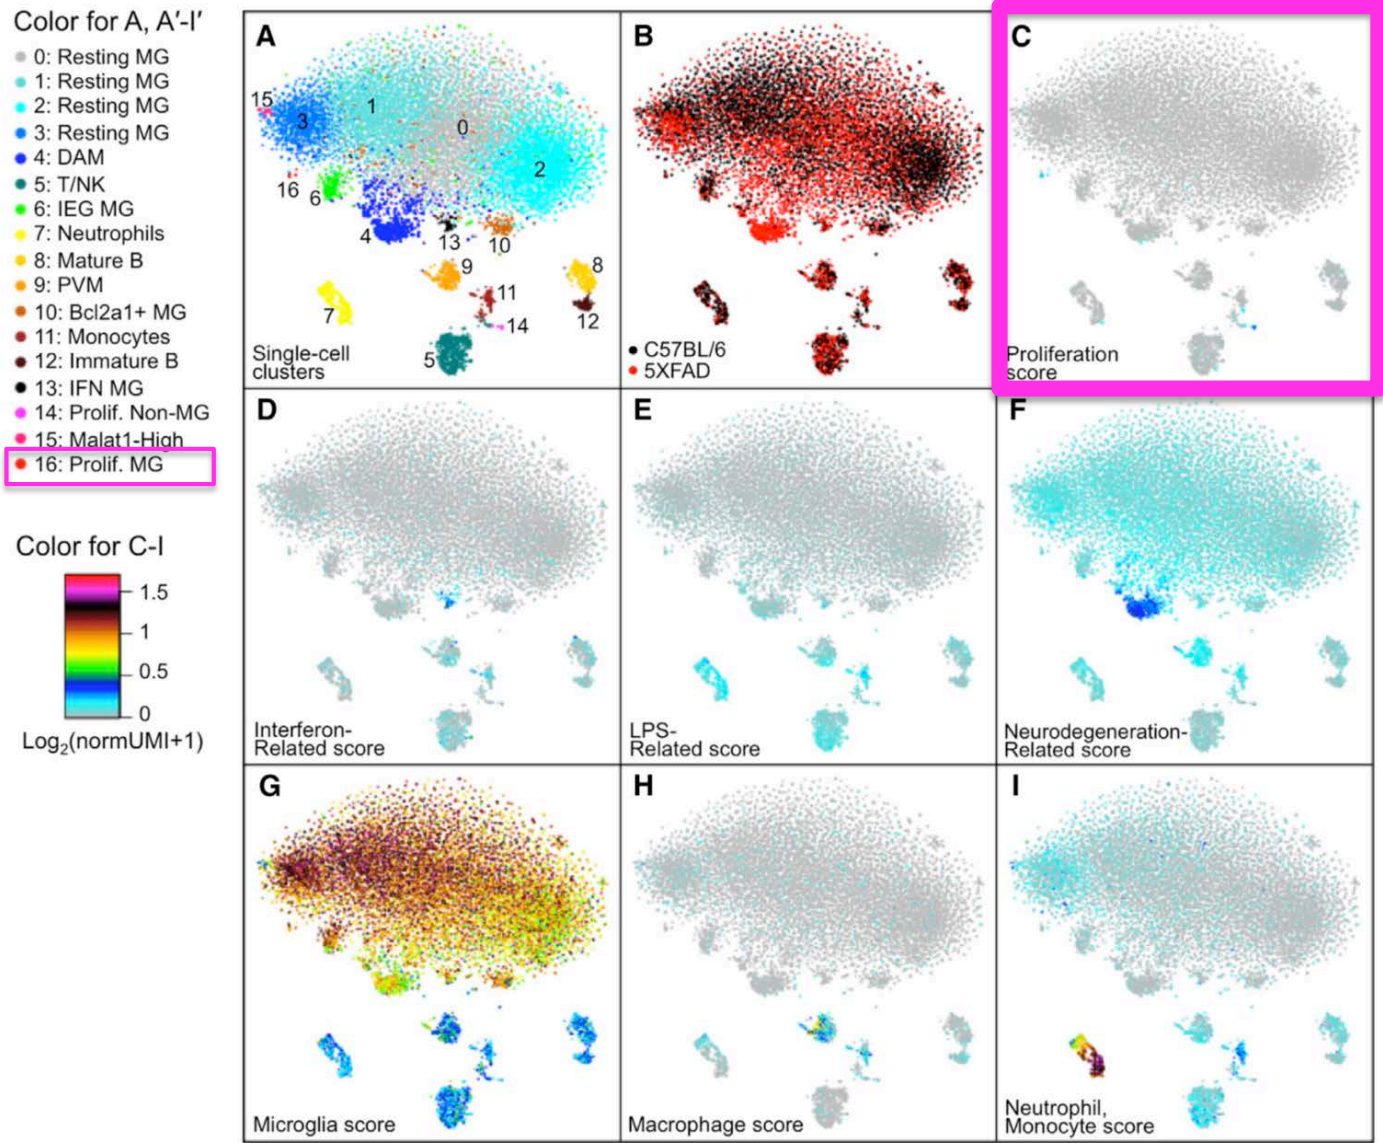 Color for A, A′-I′
0: Resting MG
1: Resting MG
2: Resting MG
3: Resting MG
4: DAM
5: T/NK
6: IEG MG
7: Neutrophils
8: Mature B
9: PVM
10: Bcl2a1+ MG
11: Monocytes
12: Immature B
13: IFN MG
14: Prolif. Non-MG
15: Malat1-High
16: Prolif. MG
Color for C-I
1.5
1
0.5
0
Log₂(normUMI+1)
A
15
1
3
0
2
16
6
4
13
10
9
8
11
7
12
14
5
Single-cell
clusters
B
C57BL/6
5XFAD
C
Proliferation
score
D
Interferon-
Related score
E
LPS-
Related score
F
Neurodegeneration-
Related score
G
Microglia score
H
Macrophage score
I
Neutrophil,
Monocyte score